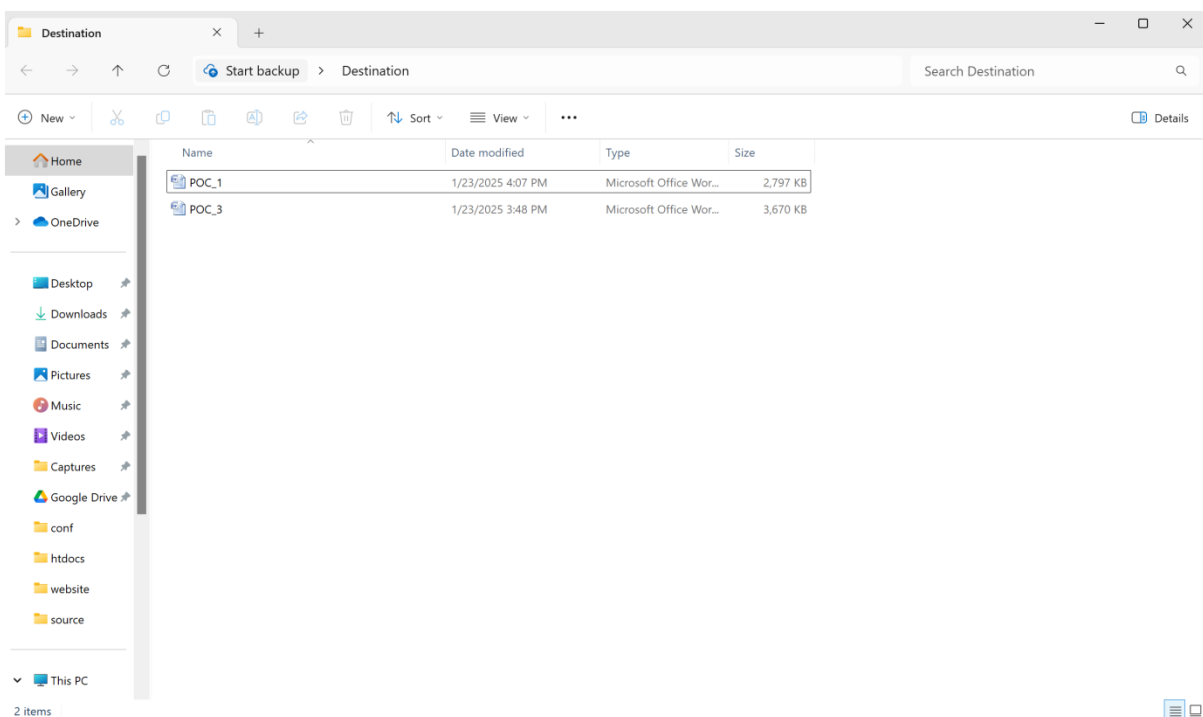 Destination
Start backup > Destination
Search Destination
New
Sort
View
...
Details
Name Date modified Type Size
POC_1 1/23/2025 4:07 PM Microsoft Office Wor... 2,797 KB
POC_3 1/23/2025 3:48 PM Microsoft Office Wor... 3,670 KB
Home
Gallery
OneDrive
Desktop
Downloads
Documents
Pictures
Music
Videos
Captures
Google Drive
conf
htdocs
website
source
This PC
2 items